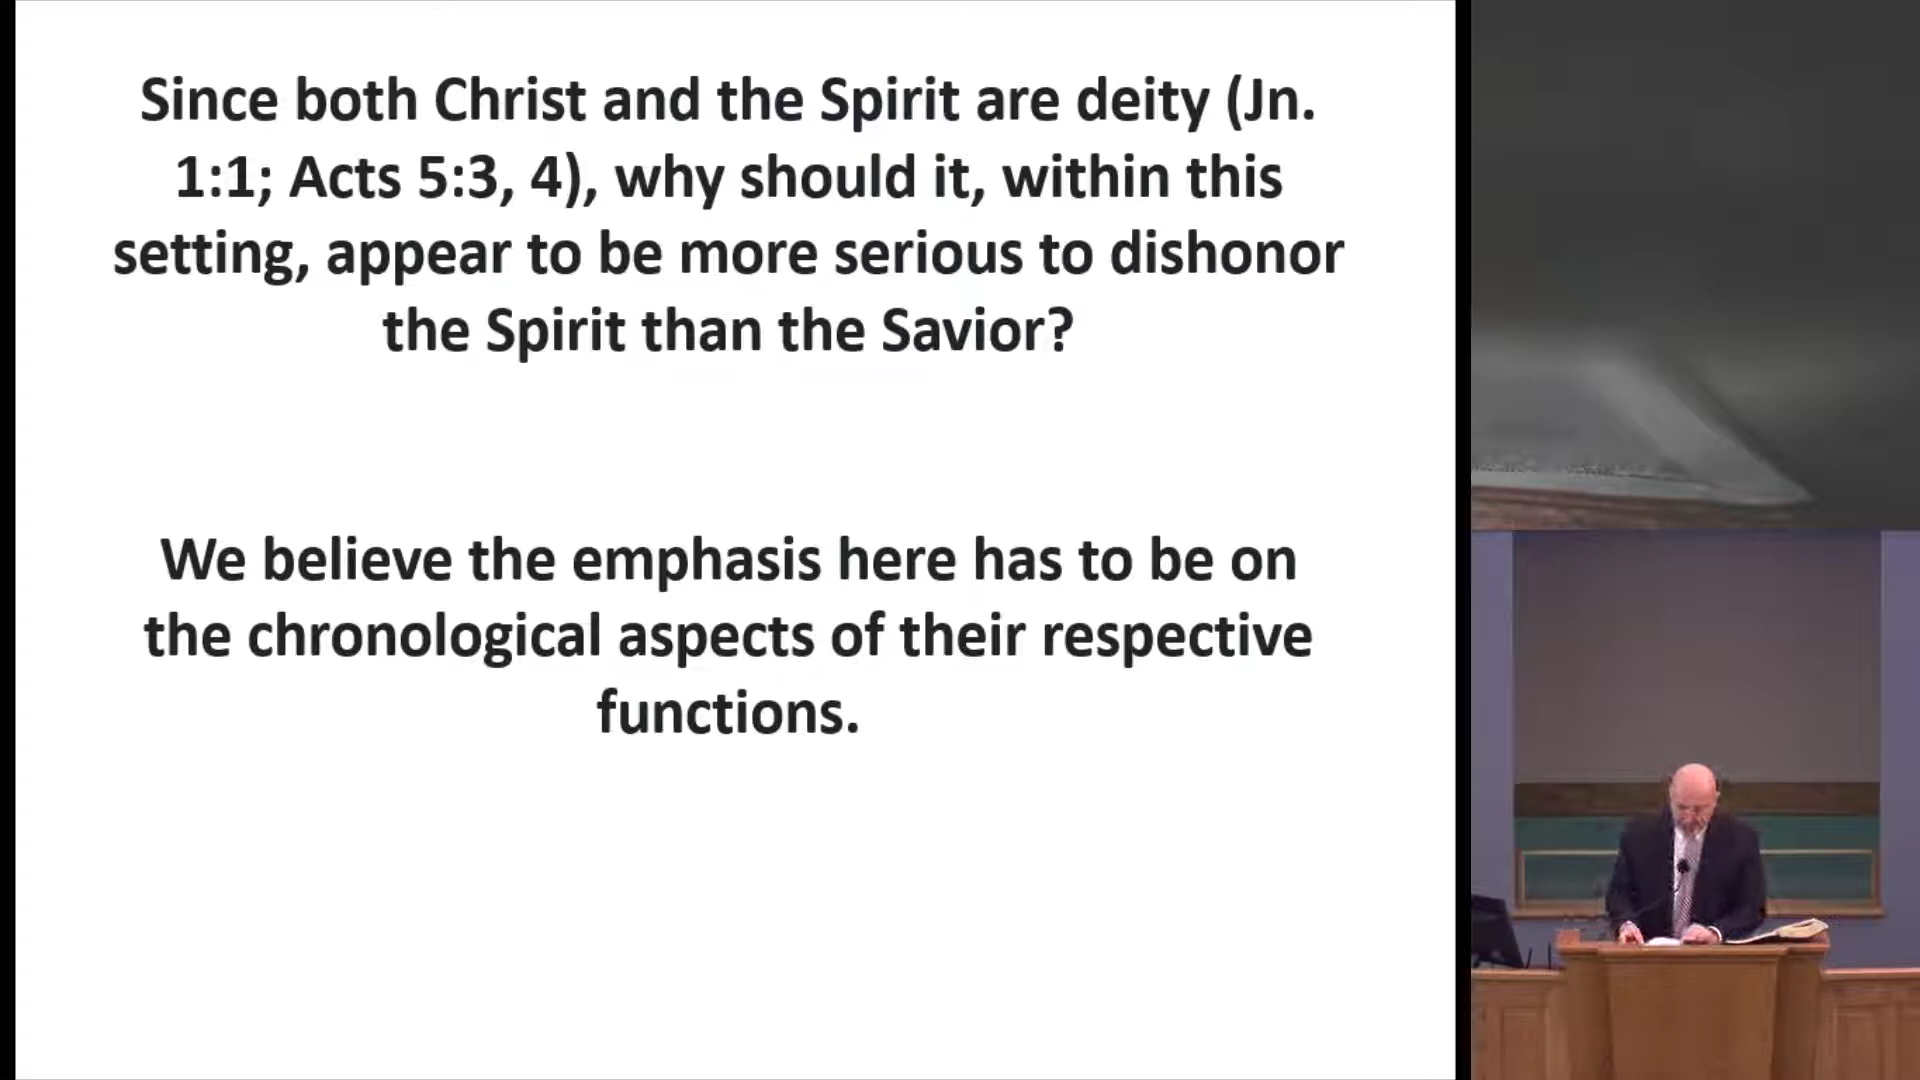 Since both Christ and the Spirit are deity (Jn.
1:1; Acts 5:3, 4), why should it, within this
setting, appear to be more serious to dishonor
the Spirit than the Savior?
We believe the emphasis here has to be on
the chronological aspects of their respective
functions.